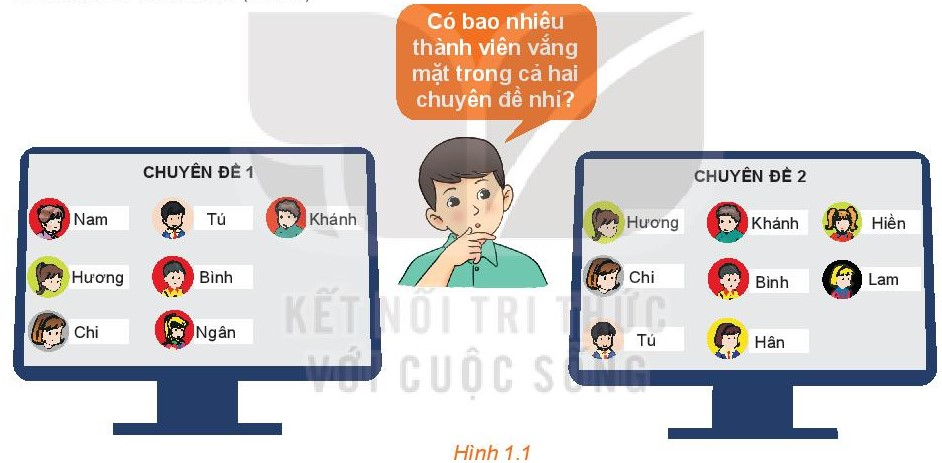 Có bao nhiêu
thành viên vắng
mặt trong cả hai
chuyên đề nhỉ?
CHUYÊN ĐỀ 1
Nam Tú Khánh
Hương Bình
Chi Ngân
CHUYÊN ĐỀ 2
Hương Khánh Hiền
Chi Bình Lam
Tú Hân
KẾT NỐI TRI THỨC
VỚI CUỘC SỐNG
Hình 1.1